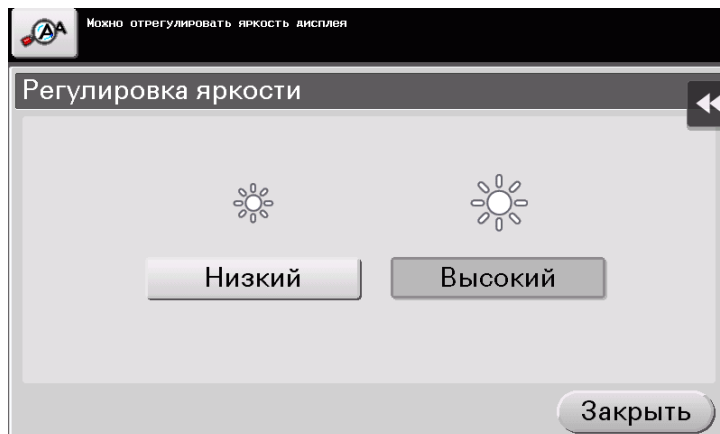 Можно отрегулировать яркость дисплея
Регулировка яркости
Низкий
Высокий
Закрыть